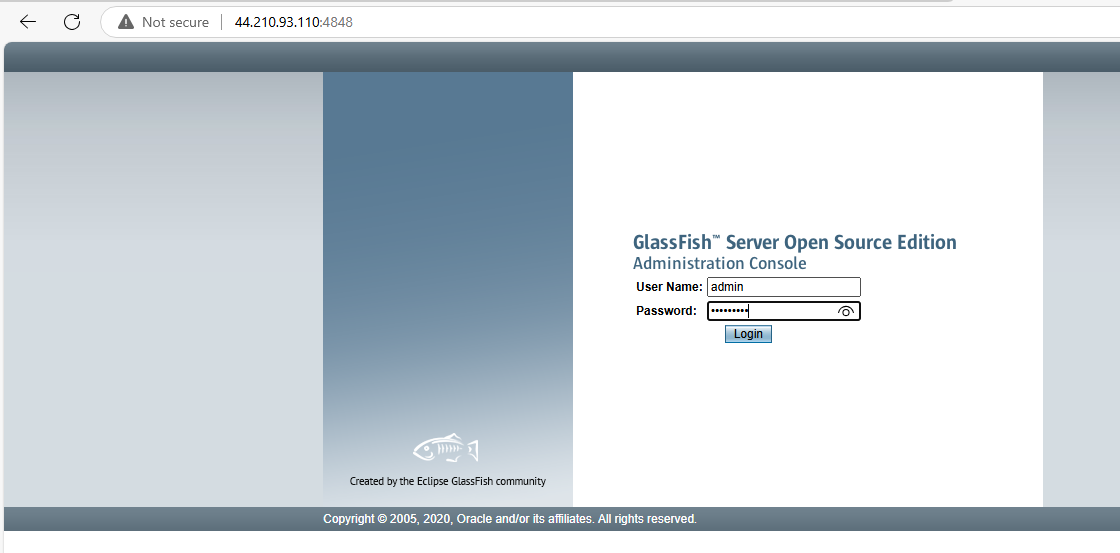 Not secure 44.210.93.110:4848
GlassFish™ Server Open Source Edition
Administration Console
User Name: admin
Password: •••••••••
Login
Created by the Eclipse GlassFish community
Copyright © 2005, 2020, Oracle and/or its affiliates. All rights reserved.